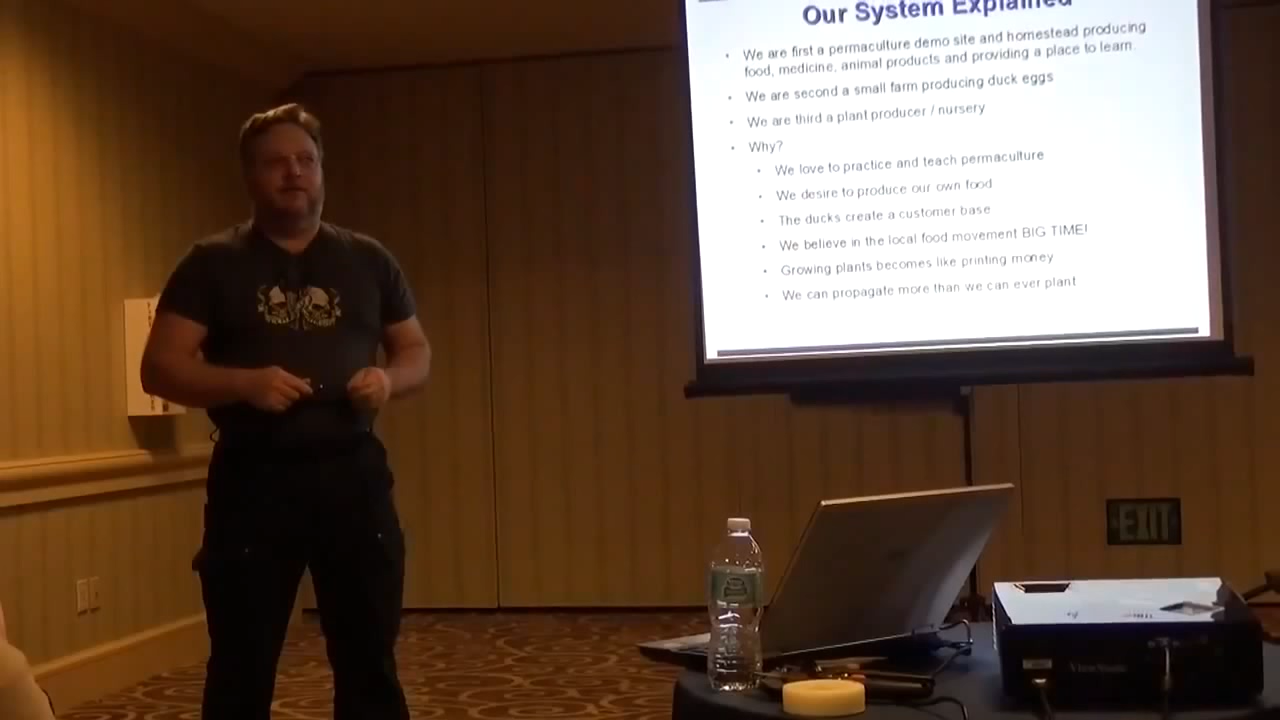 Our System Explained
• We are first a permaculture demo site and homestead producing
food, medicine, animal products and providing a place to learn.
• We are second a small farm producing duck eggs
• We are third a plant producer / nursery
• Why?
• We love to practice and teach permaculture
• We desire to produce our own food
• The ducks create a customer base
• We believe in the local food movement BIG TIME!
• Growing plants becomes like printing money
• We can propagate more than we can ever plant
EXIT
ViewSonic